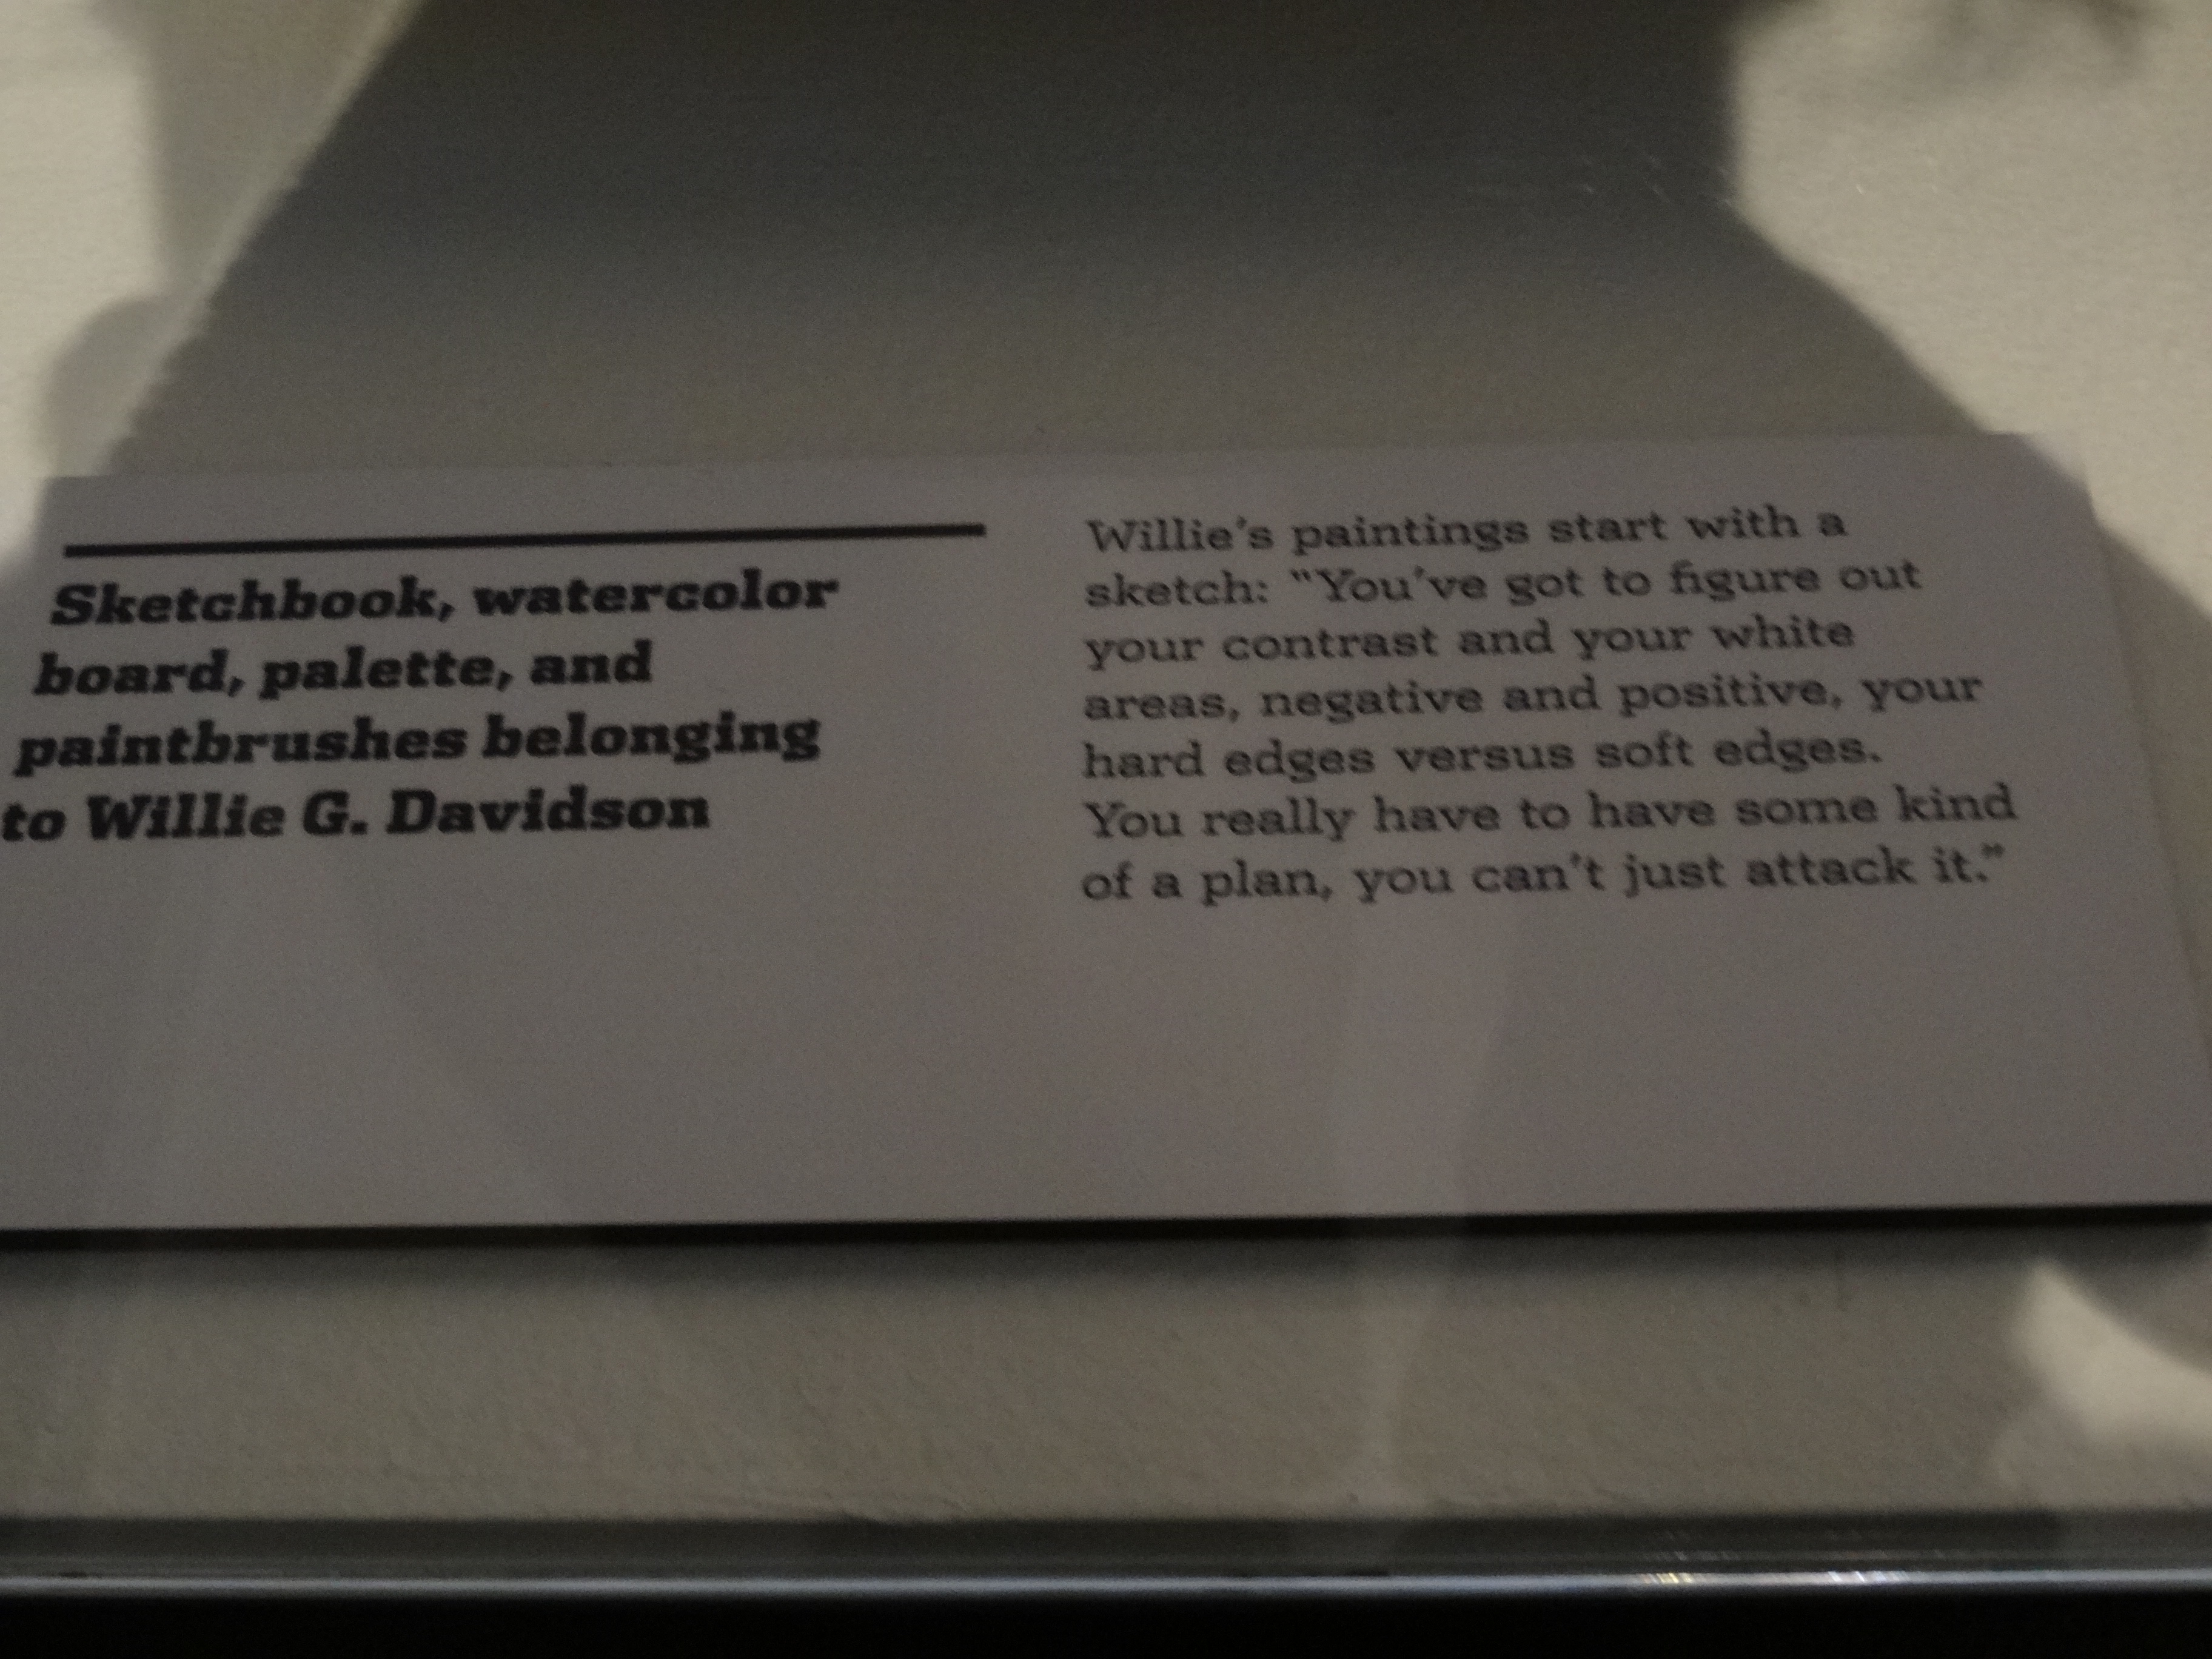 Sketchbook, watercolor
board, palette, and
paintbrushes belonging
to Willie G. Davidson
Willie’s paintings start with a
sketch: “You’ve got to figure out
your contrast and your white
areas, negative and positive, your
hard edges versus soft edges.
You really have to have some kind
of a plan, you can’t just attack it.”